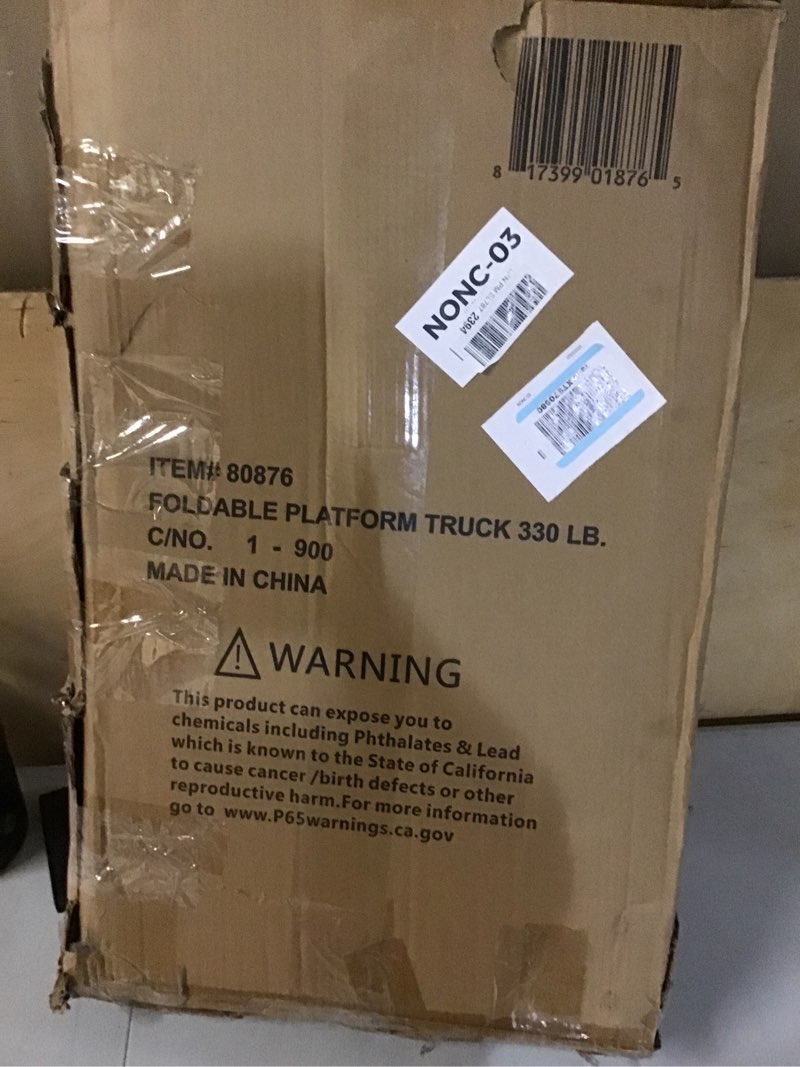 8 17399 01876 5
NONC-03
2394
ITEM# 80876
FOLDABLE PLATFORM TRUCK 330 LB.
C/NO. 1 - 900
MADE IN CHINA
WARNING
This product can expose you to
chemicals including Phthalates & Lead
which is known to the State of California
to cause cancer /birth defects or other
reproductive harm.For more information
go to www.P65warnings.ca.gov